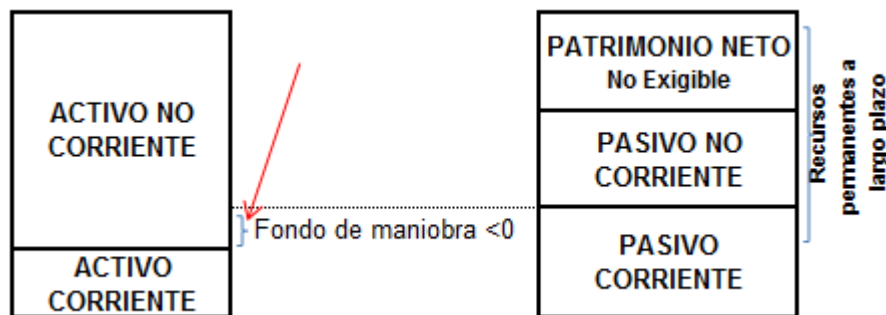 ACTIVO NO
CORRIENTE
ACTIVO
CORRIENTE
Fondo de maniobra <0
PATRIMONIO NETO
No Exigible
PASIVO NO
CORRIENTE
PASIVO
CORRIENTE
Recursos
permanentes a
largo plazo